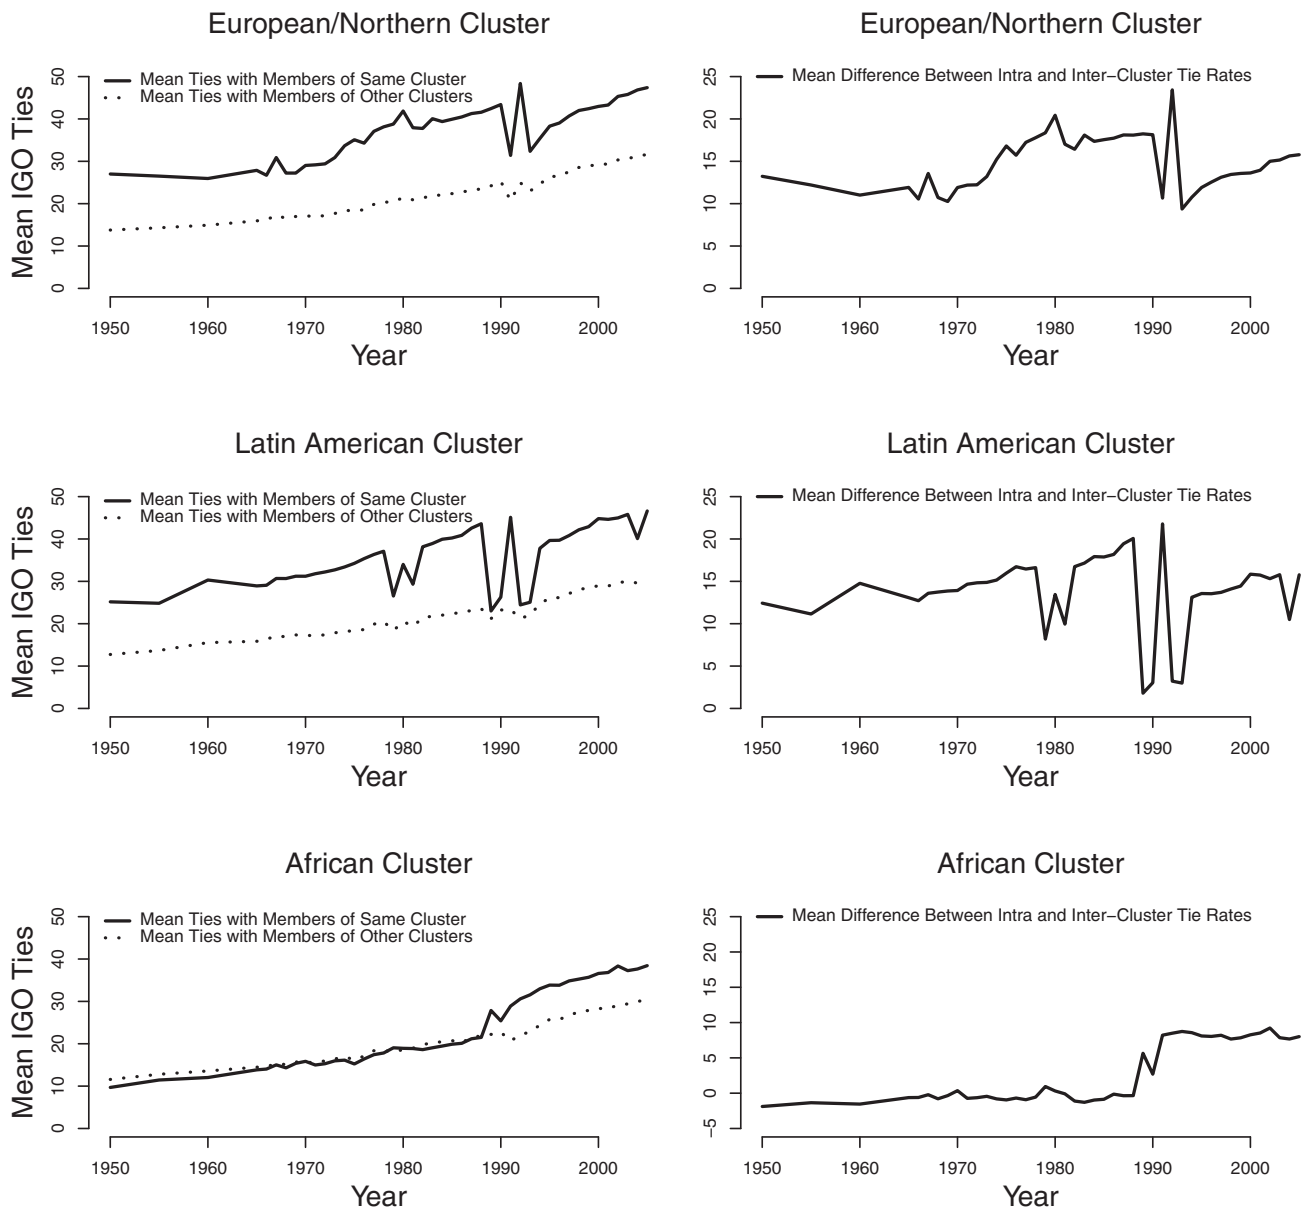 European/Northern Cluster
Mean IGO Ties
50
40
30
20
10
0
Mean Ties with Members of Same Cluster
Mean Ties with Members of Other Clusters
1950 1960 1970 1980 1990 2000
Year
European/Northern Cluster
25
20
15
10
5
0
Mean Difference Between Intra and Inter−Cluster Tie Rates
1950 1960 1970 1980 1990 2000
Year
Latin American Cluster
Mean IGO Ties
50
40
30
20
10
0
Mean Ties with Members of Same Cluster
Mean Ties with Members of Other Clusters
1950 1960 1970 1980 1990 2000
Year
Latin American Cluster
25
20
15
10
5
0
Mean Difference Between Intra and Inter−Cluster Tie Rates
1950 1960 1970 1980 1990 2000
Year
African Cluster
Mean IGO Ties
50
40
30
20
10
0
Mean Ties with Members of Same Cluster
Mean Ties with Members of Other Clusters
1950 1960 1970 1980 1990 2000
Year
African Cluster
25
20
15
10
5
0
−5
Mean Difference Between Intra and Inter−Cluster Tie Rates
1950 1960 1970 1980 1990 2000
Year